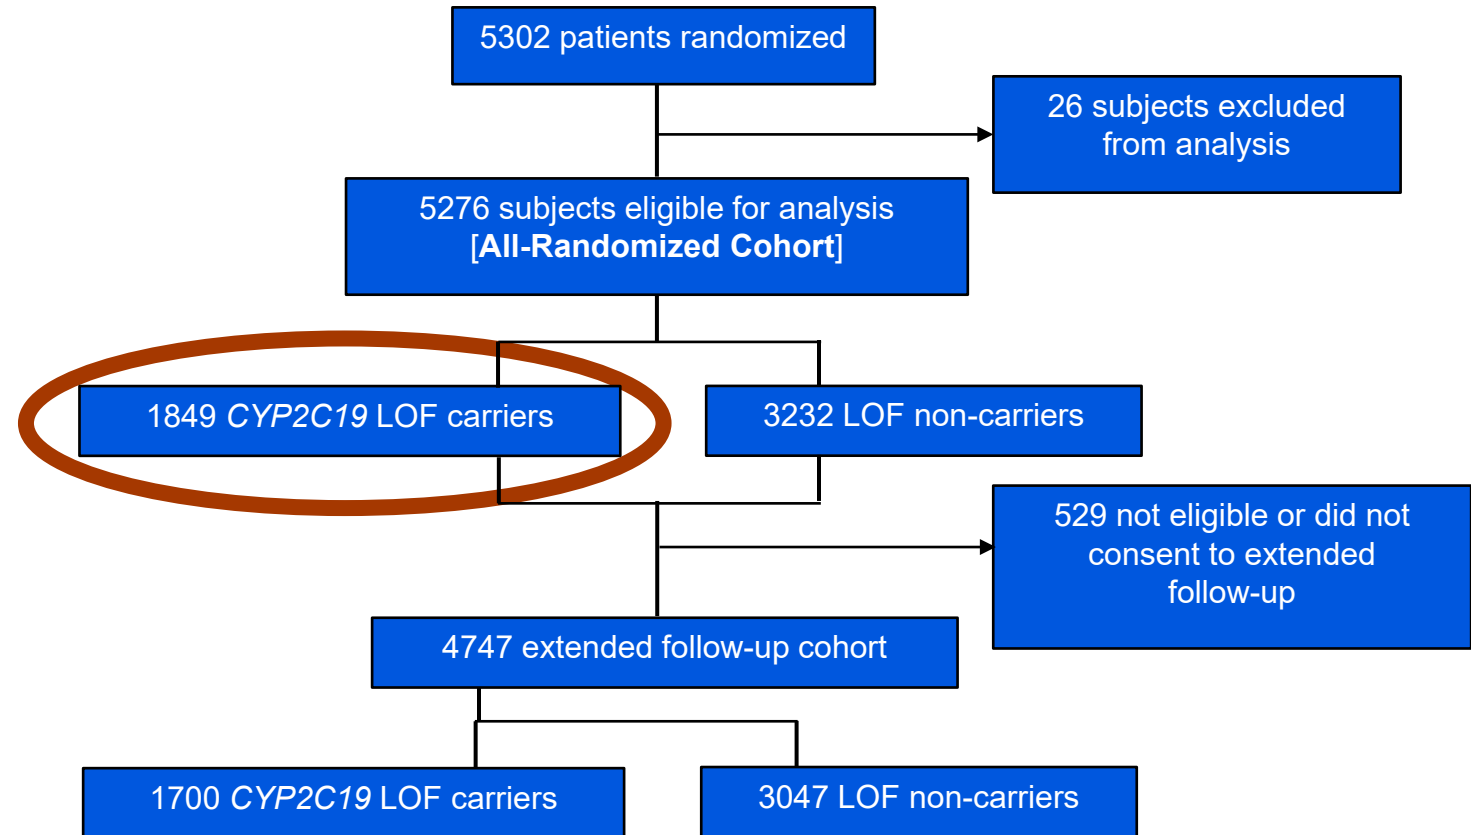 5302 patients randomized
26 subjects excluded
from analysis
5276 subjects eligible for analysis
[All-Randomized Cohort]
1849 CYP2C19 LOF carriers
3232 LOF non-carriers
529 not eligible or did not
consent to extended
follow-up
4747 extended follow-up cohort
1700 CYP2C19 LOF carriers
3047 LOF non-carriers